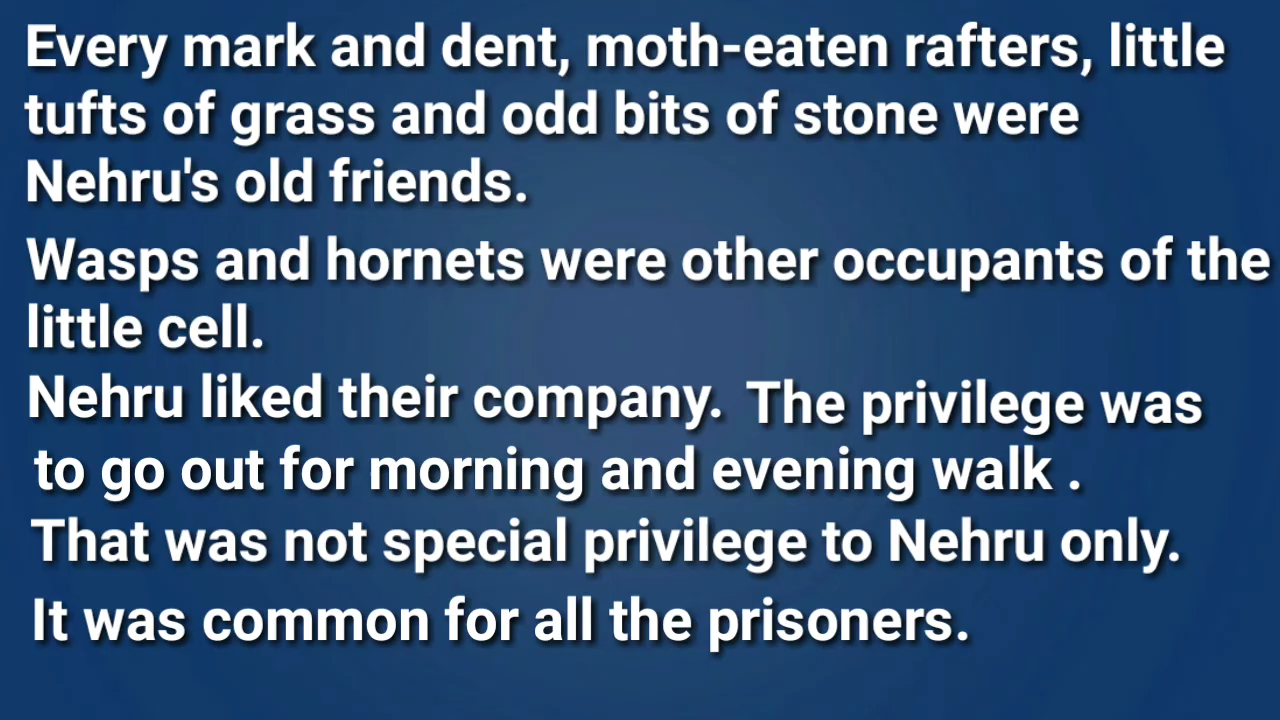 Every mark and dent, moth-eaten rafters, little
tufts of grass and odd bits of stone were
Nehru's old friends.
Wasps and hornets were other occupants of the
little cell.
Nehru liked their company. The privilege was
to go out for morning and evening walk .
That was not special privilege to Nehru only.
It was common for all the prisoners.